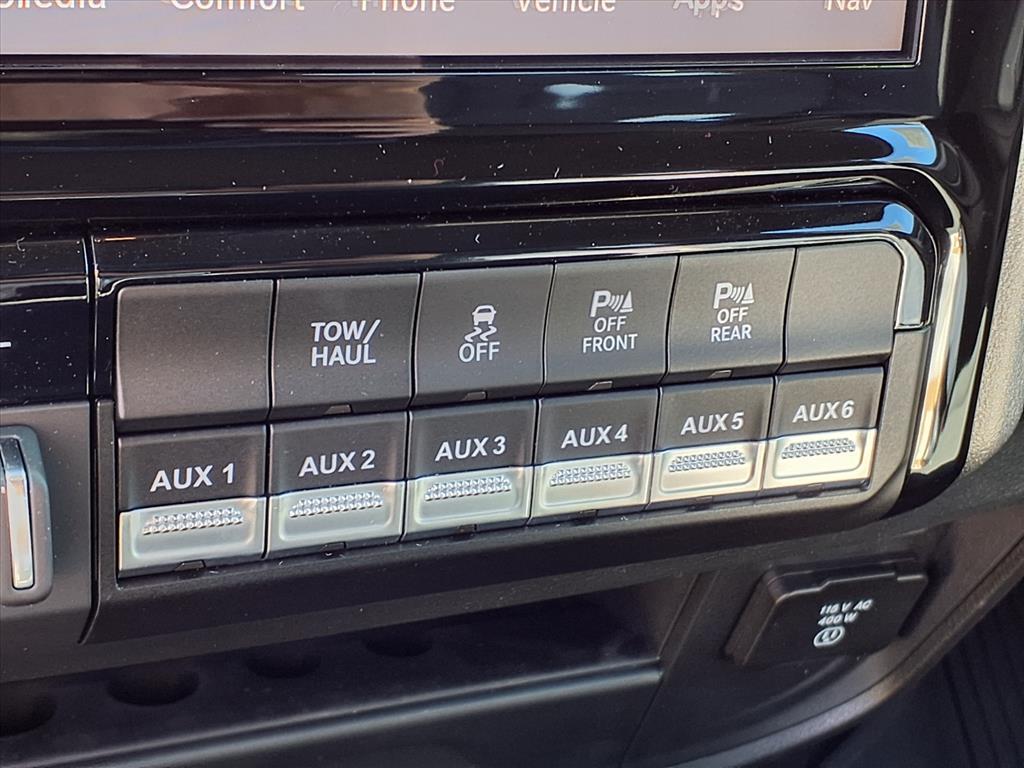 Media Comfort Phone Vehicle Apps Nav
TOW/
HAUL
OFF
P
OFF
FRONT
P
OFF
REAR
AUX 1 AUX 2 AUX 3 AUX 4 AUX 5 AUX 6
115 V AC
400 W